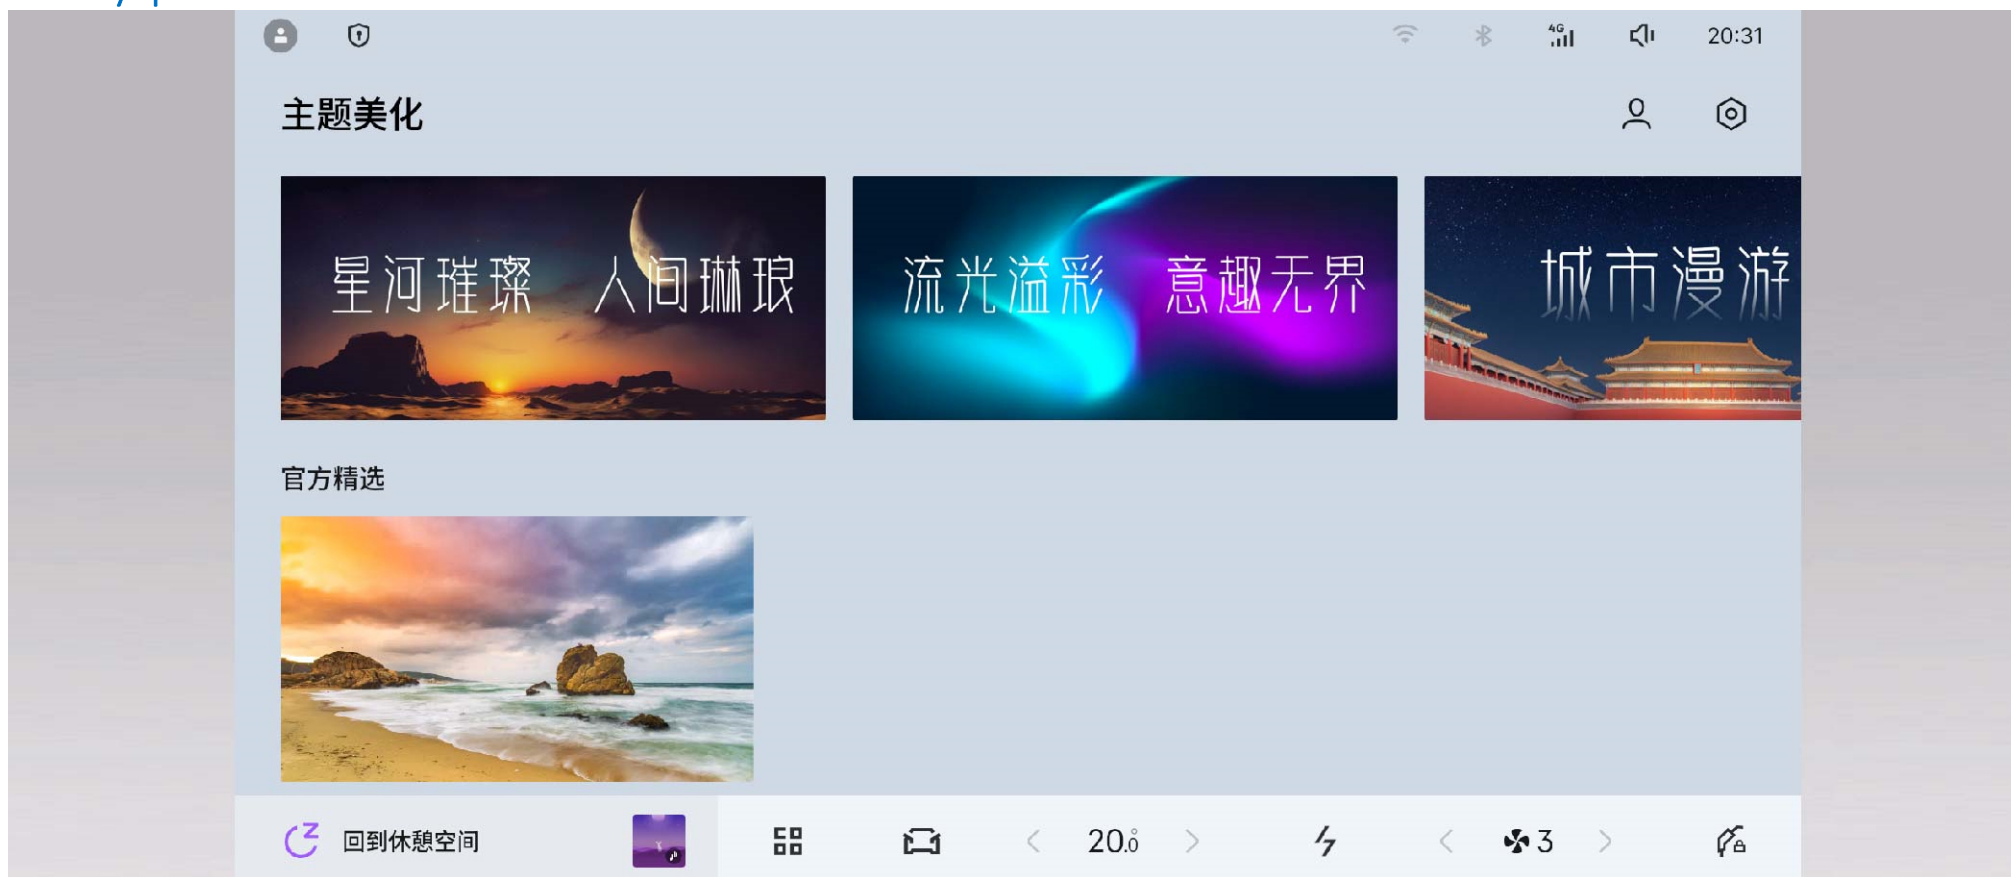 4G
20:31
主题美化
星河璀璨 人间琳琅
流光溢彩 意趣无界
城市漫游
官方精选
回到休憩空间
20.0°
3